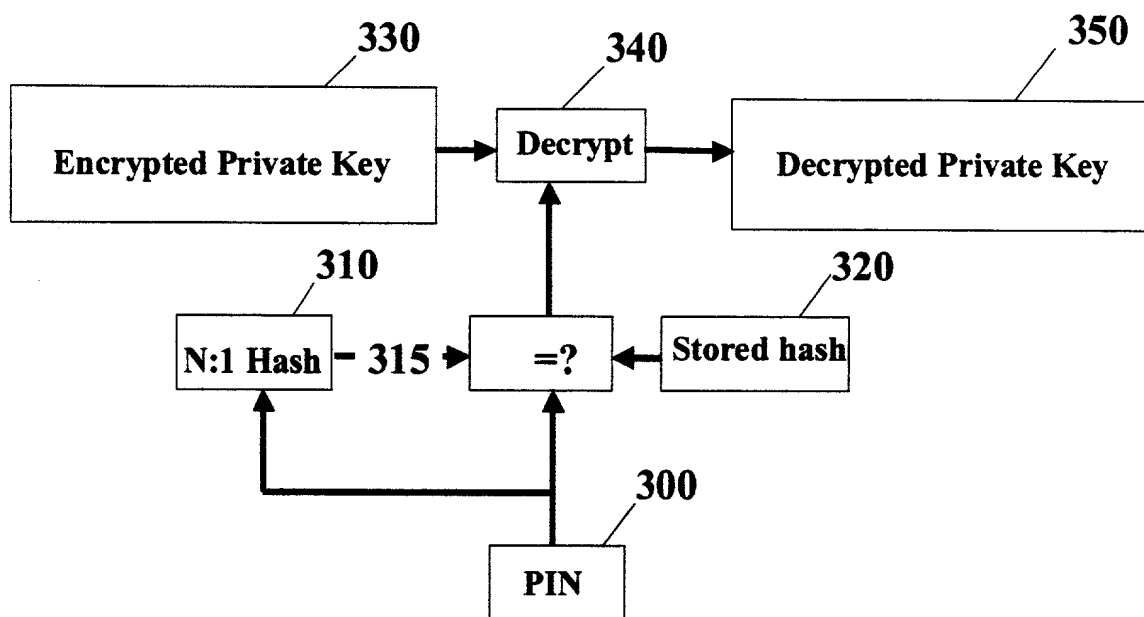 330
340
350
Encrypted Private Key
Decrypt
Decrypted Private Key
310
320
N:1 Hash
315
=?
Stored hash
300
PIN